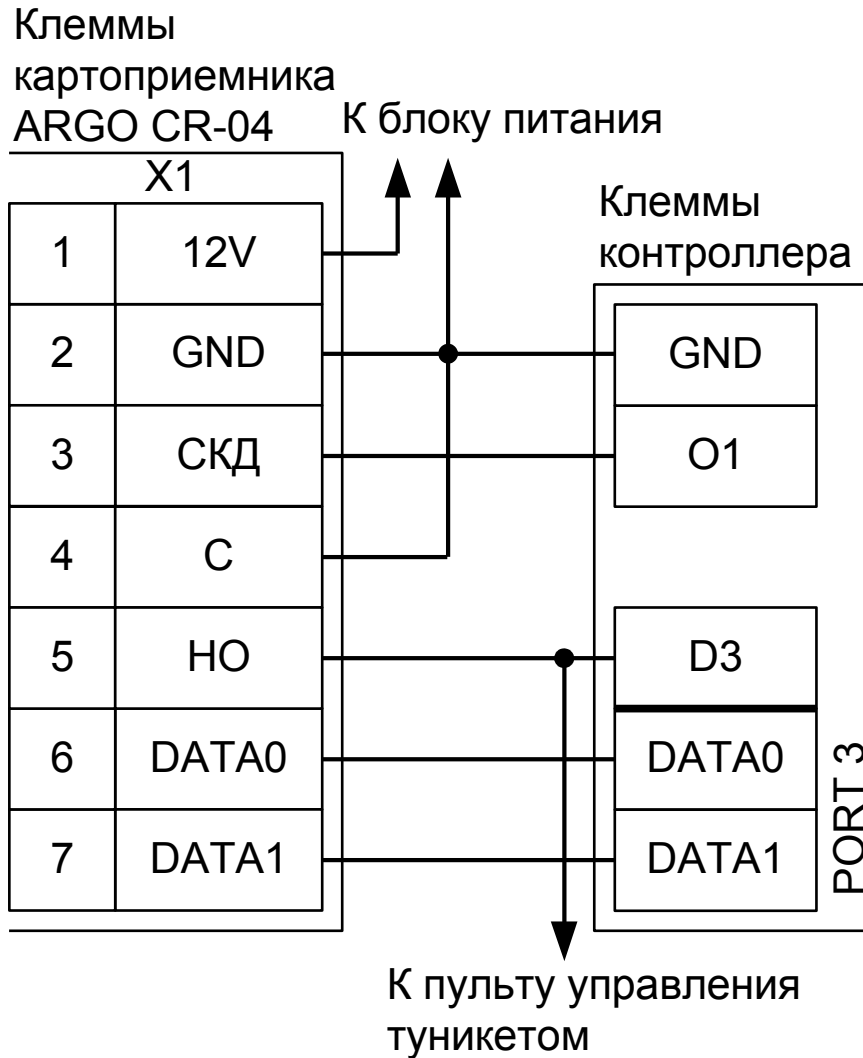 Клеммы
картоприемника
ARGO CR-04
К блоку питания
X1
Клеммы
контроллера
1 12V
2 GND
GND
3 СКД
O1
4 С
5 НО
D3
6 DATA0
DATA0
7 DATA1
DATA1
PORT 3
К пульту управления
туникетом